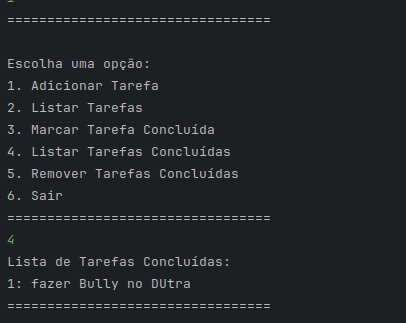 =================================
Escolha uma opção:
1. Adicionar Tarefa
2. Listar Tarefas
3. Marcar Tarefa Concluída
4. Listar Tarefas Concluídas
5. Remover Tarefas Concluídas
6. Sair
=================================
4
Lista de Tarefas Concluídas:
1: fazer Bully no DUtra
=================================